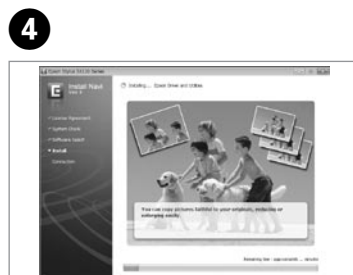 4
Install Navi
Installing... Epson Driver and Utilities
License Agreement
System Check
Software Select
Install
Connection
You can copy pictures faithful to your originals, reducing or
enlarging easily.